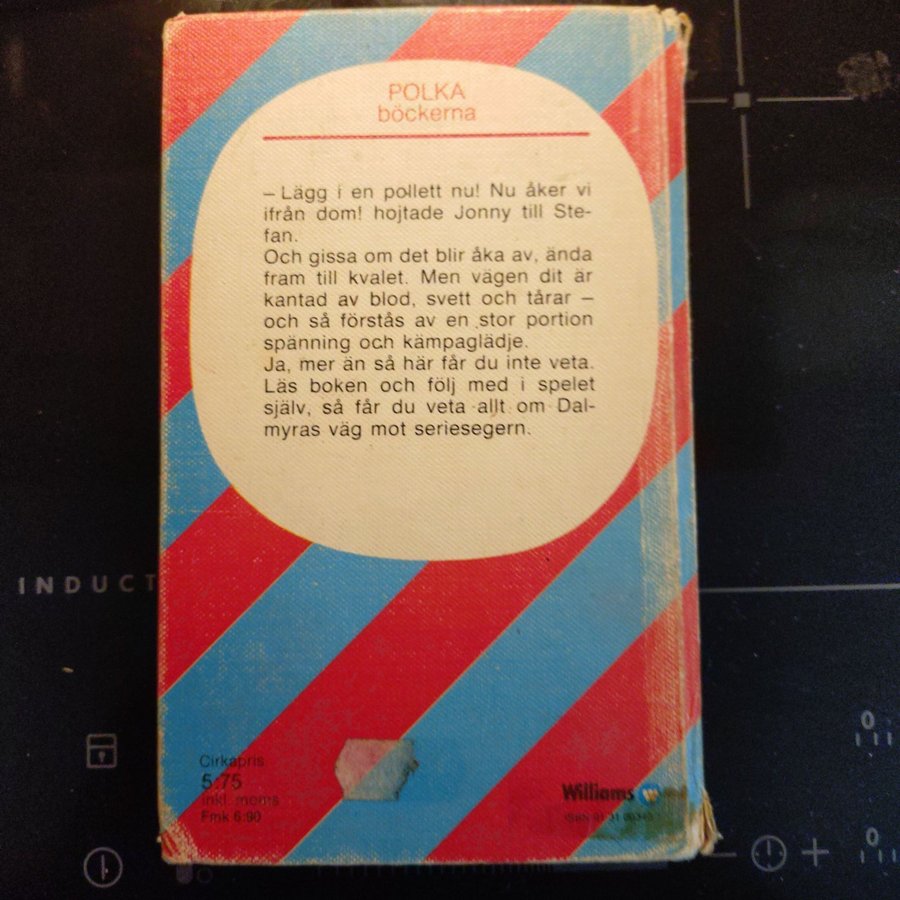 POLKA
böckerna
– Lägg i en pollett nu! Nu åker vi
ifrån dom! hojtade Jonny till Ste-
fan.
Och gissa om det blir åka av, ända
fram till kvalet. Men vägen dit är
kantad av blod, svett och tårar –
och så förstås av en stor portion
spänning och kämpaglädje.
Ja, mer än så här får du inte veta.
Läs boken och följ med i spelet
själv, så får du veta allt om Dal-
myras väg mot seriesegern.
INDUCT
Cirkapris
5:75
inkl. moms
Fmk 6:90
Williams
ISBN